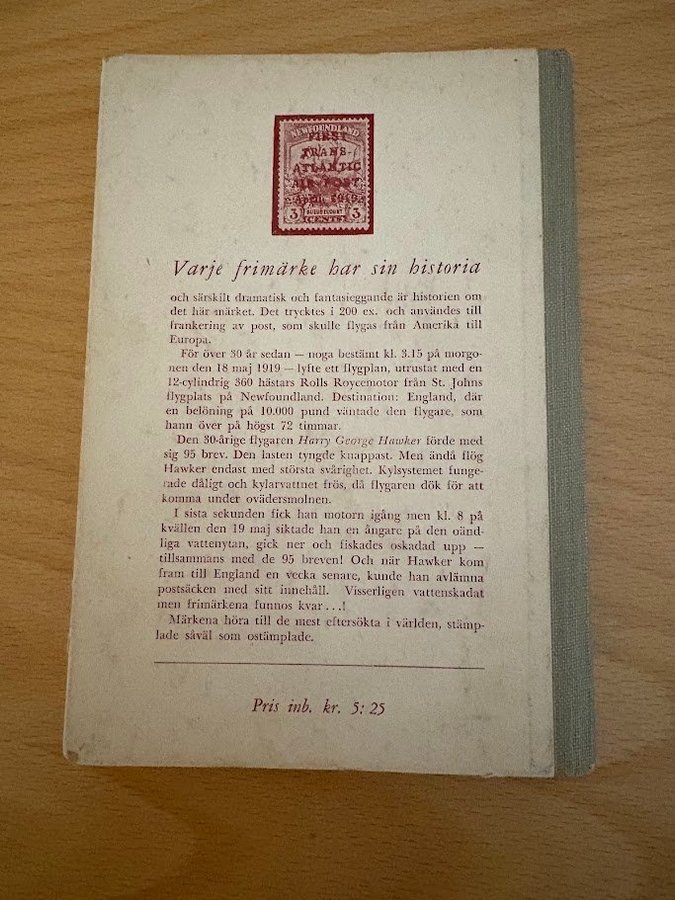 NEWFOUNDLAND
FIRST
TRANS-
ATLANTIC
AIR POST
April 1919
3 3
CENTS
Varje frimärke har sin historia
och särskilt dramatisk och fantasieggande är historien om
det här märket. Det trycktes i 200 ex. och användes till
frankering av post, som skulle flygas från Amerika till
Europa.
För över 30 år sedan — noga bestämt kl. 3.15 på morgo-
nen den 18 maj 1919 — lyfte ett flygplan, utrustat med en
12-cylindrig 360 hästars Rolls Roycemotor från St. Johns
flygplats på Newfoundland. Destination: England, där
en belöning på 10.000 pund väntade den flygare, som
hann över på högst 72 timmar.
Den 30-årige flygaren Harry George Hawker förde med
sig 95 brev. Den lasten tyngde knappast. Men ändå flög
Hawker endast med största svårighet. Kylsystemet funge-
rade dåligt och kylarvattnet frös, då flygaren dök för att
komma under ovädersmolnen.
I sista sekunden fick han motorn igång men kl. 8 på
kvällen den 19 maj siktade han en ångare på den oänd-
liga vattenytan, gick ner och fiskades oskadad upp —
tillsammans med de 95 breven! Och när Hawker kom
fram till England en vecka senare, kunde han avlämna
postsäcken med sitt innehåll. Visserligen vattenskadat
men frimärkena funnos kvar...!
Märkena höra till de mest eftersökta i världen, stämp-
lade såväl som ostämplade.
Pris inb. kr. 5: 25